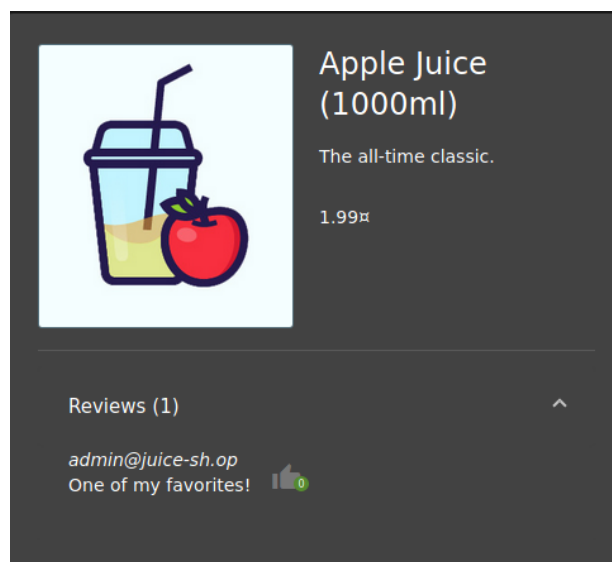 Apple Juice
(1000ml)
The all-time classic.
1.99¤
Reviews (1)
admin@juice-sh.op
One of my favorites!
0